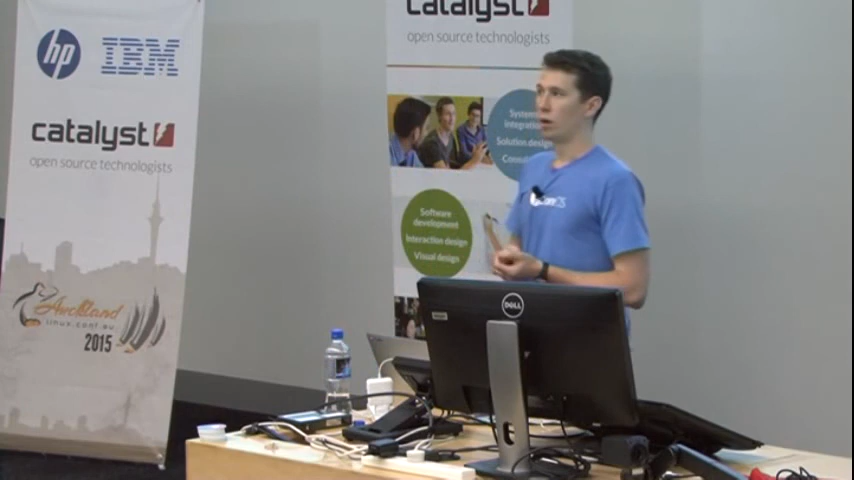 hp IBM
catalyst
open source technologists
Auckland
linux.conf.au
2015
catalyst
open source technologists
Systems
integration
Solution design
Software
development
Interaction design
Visual design
DELL